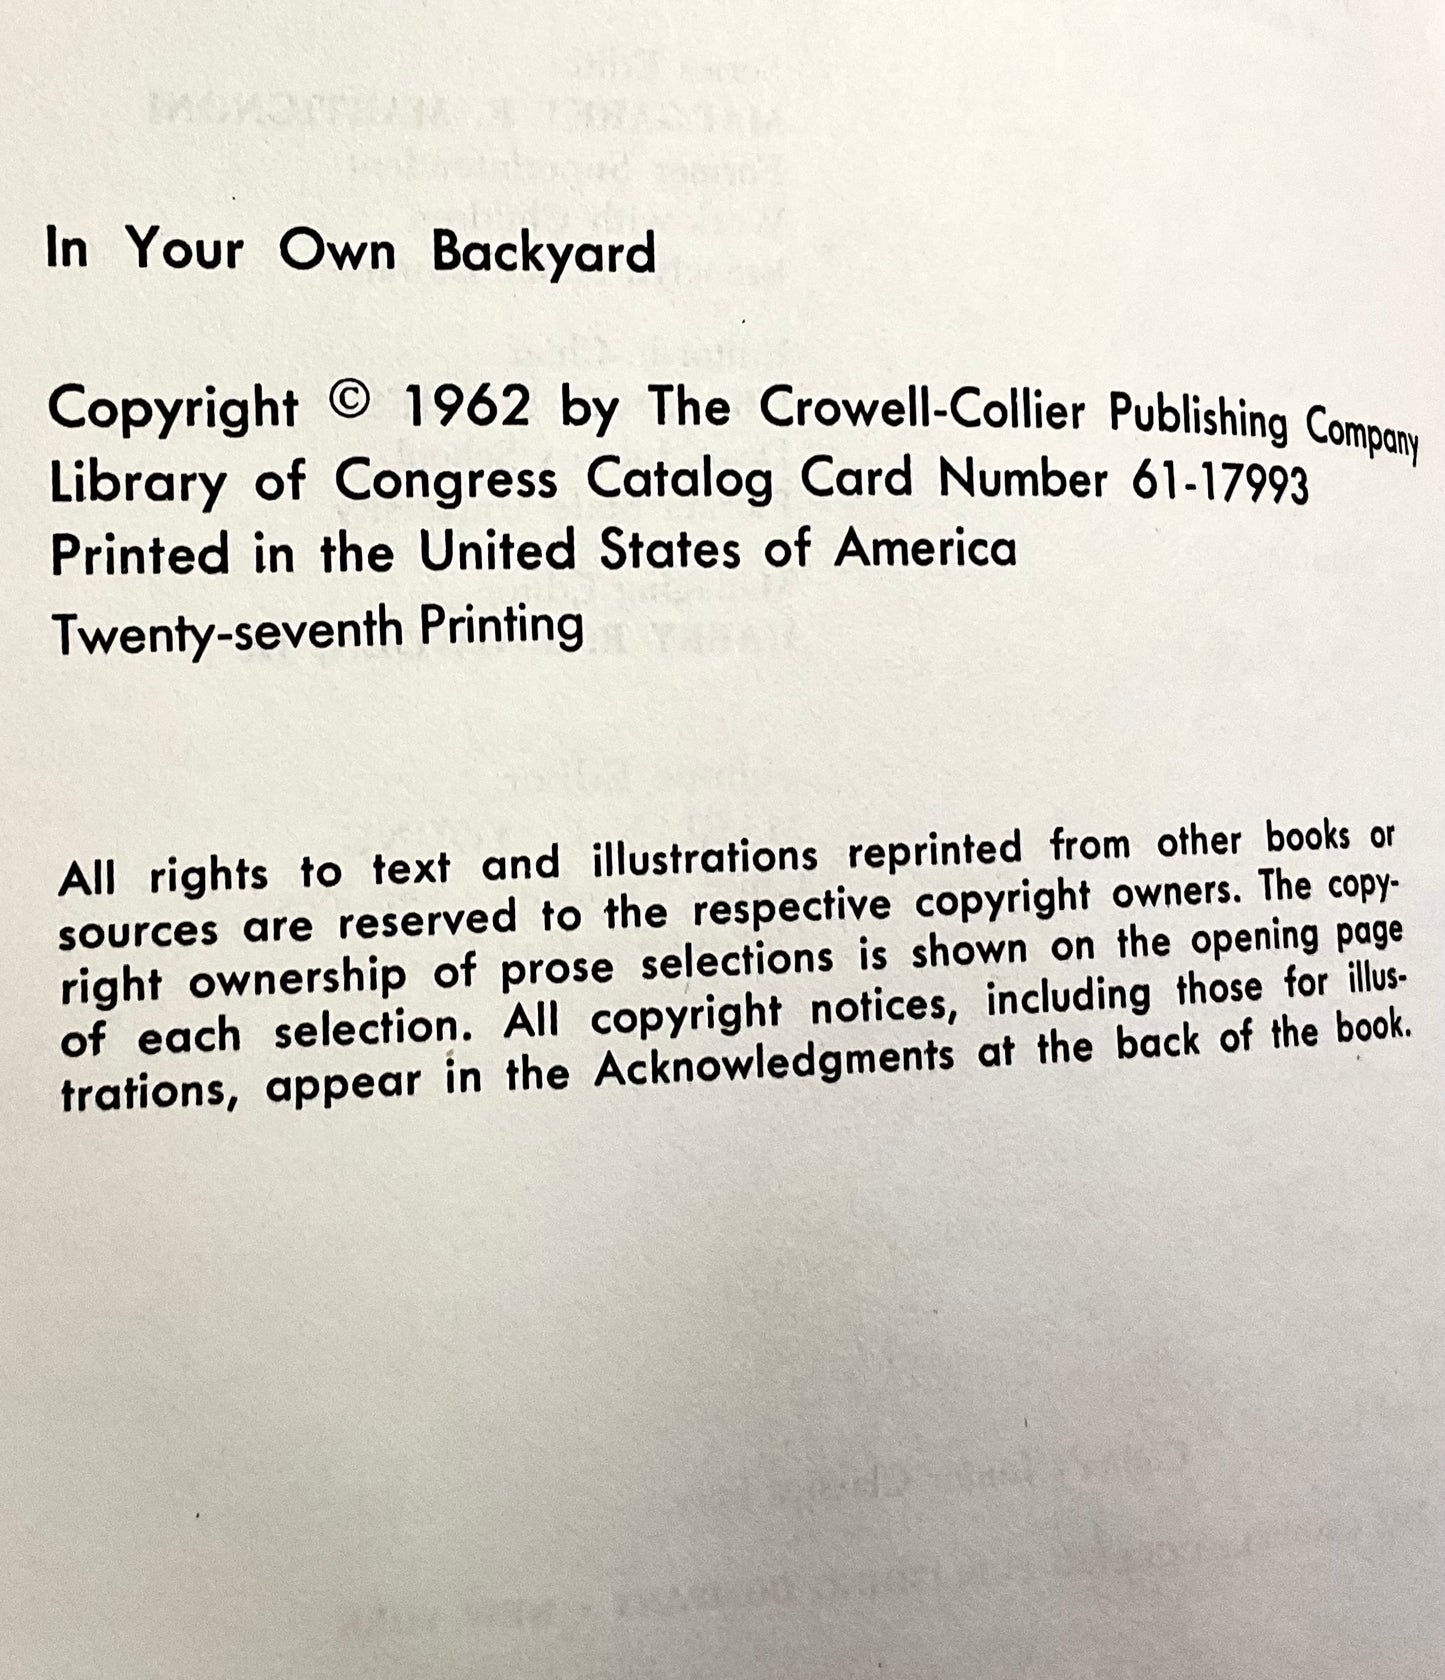 In Your Own Backyard
Copyright © 1962 by The Crowell-Collier Publishing Company
Library of Congress Catalog Card Number 61-17993
Printed in the United States of America
Twenty-seventh Printing
All rights to text and illustrations reprinted from other books or
sources are reserved to the respective copyright owners. The copy-
right ownership of prose selections is shown on the opening page
of each selection. All copyright notices, including those for illus-
trations, appear in the Acknowledgments at the back of the book.